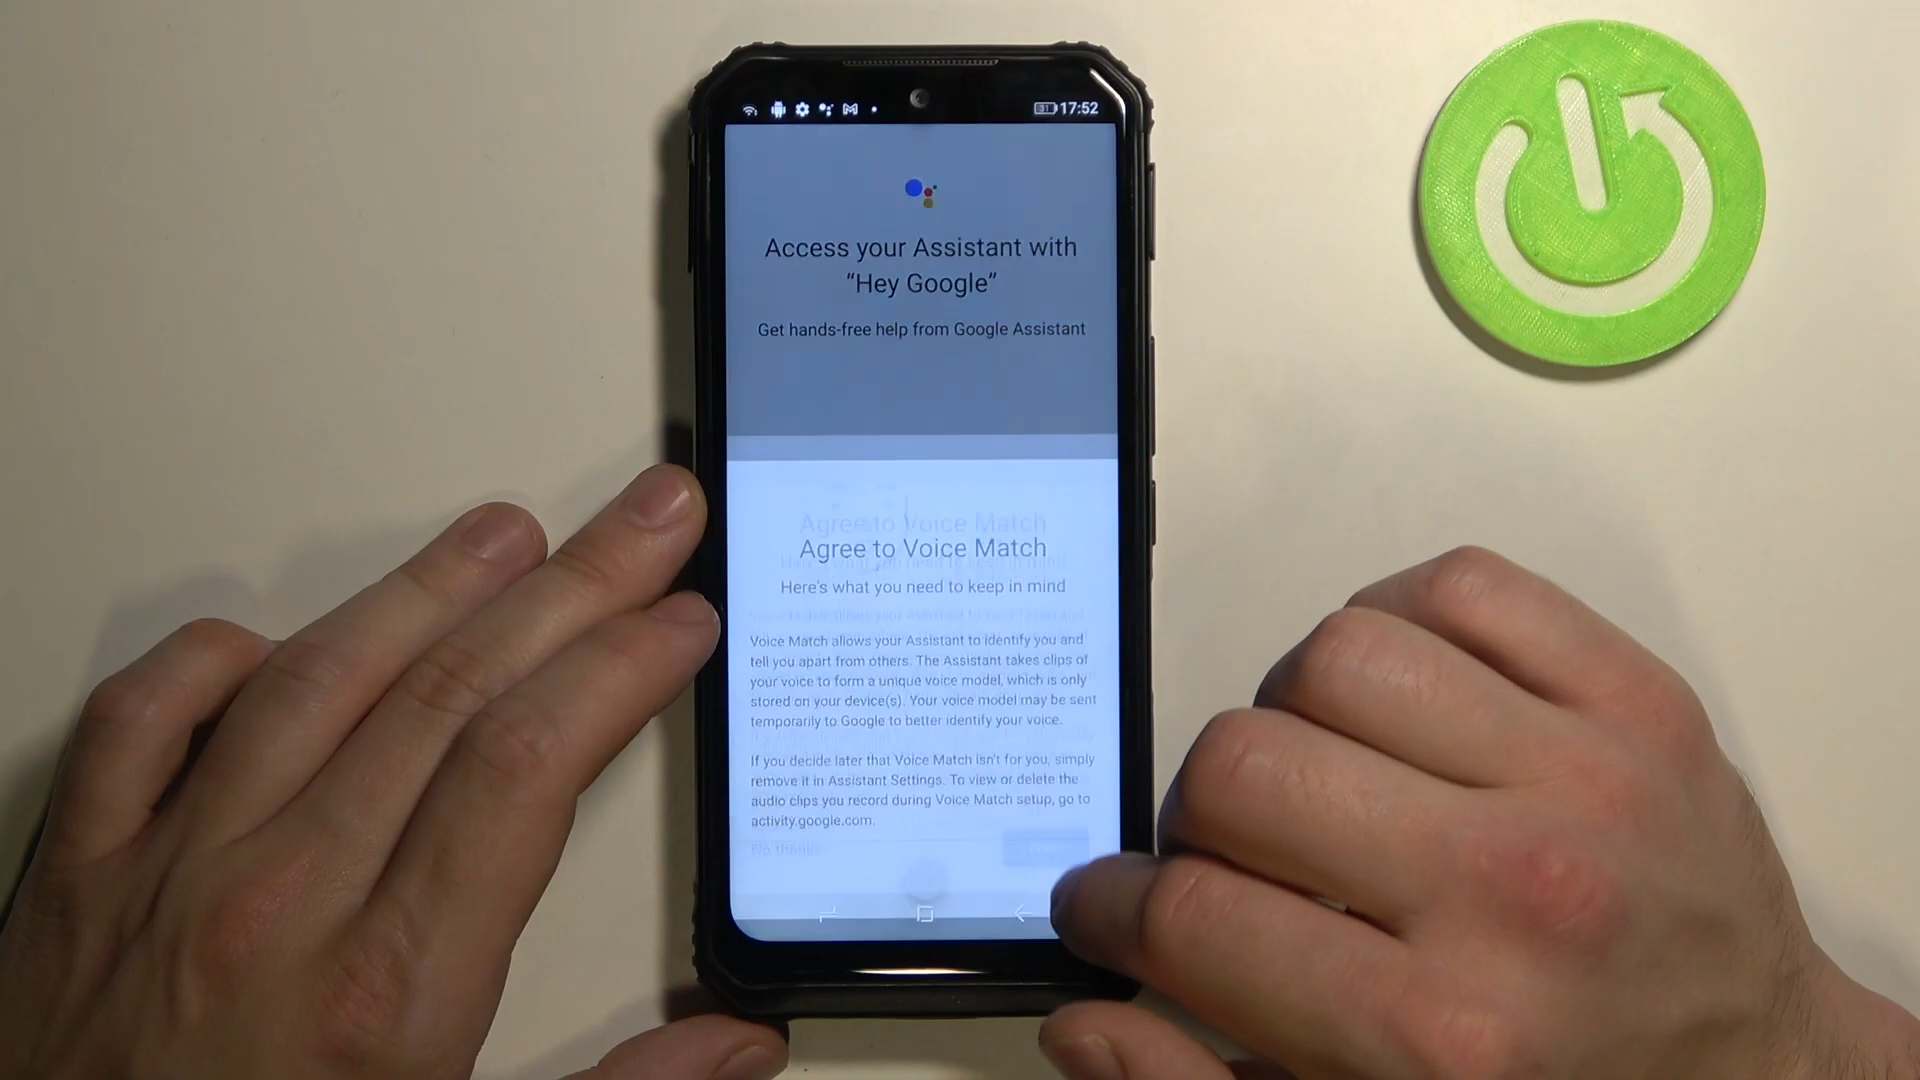 51 17:52
Access your Assistant with
“Hey Google”
Get hands-free help from Google Assistant
Agree to Voice Match
Agree to Voice Match
Here's what you need to keep in mind
Voice Match allows your Assistant to identify you and
tell you apart from others. The Assistant takes clips of
your voice to form a unique voice model, which is only
stored on your device(s). Your voice model may be sent
temporarily to Google to better identify your voice.
If you decide later that Voice Match isn't for you, simply
remove it in Assistant Settings. To view or delete the
audio clips you record during Voice Match setup, go to
activity.google.com.
No thanks